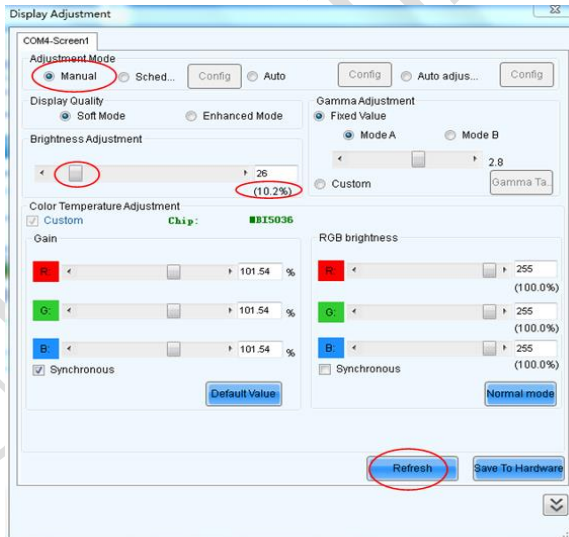 Display Adjustment
COM4-Screen1
Adjustment Mode
Manual Sched... Config Auto Config Auto adjus... Config
Display Quality
Soft Mode Enhanced Mode
Gamma Adjustment
Fixed Value
Mode A Mode B
2.8
Custom Gamma Ta.
Brightness Adjustment
26
(10.2%)
Color Temperature Adjustment
Custom Chip: MBI5036
Gain
R: 101.54 %
G: 101.54 %
B: 101.54 %
Synchronous
Default Value
RGB brightness
R: 255
(100.0%)
G: 255
(100.0%)
B: 255
(100.0%)
Synchronous
Normal mode
Refresh Save To Hardware